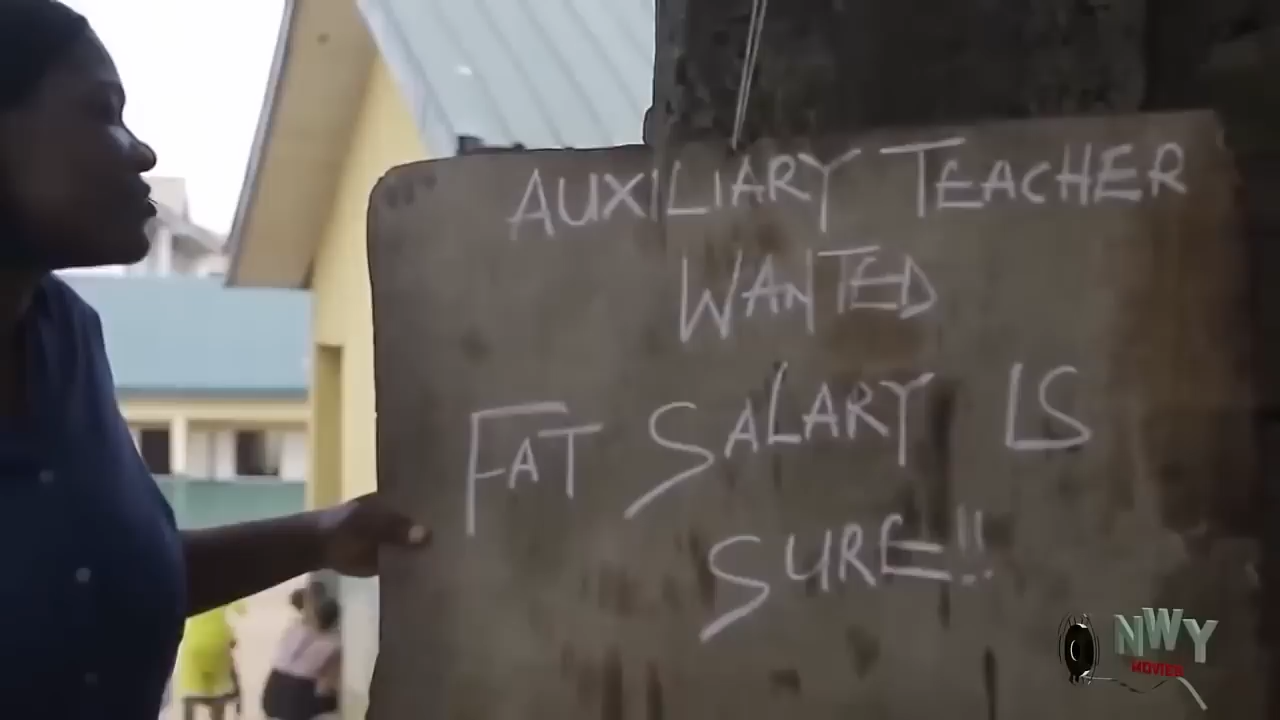 AUXILIARY TEACHER
WANTED
FAT SALARY IS
SURE!!
NWY
MOVIES